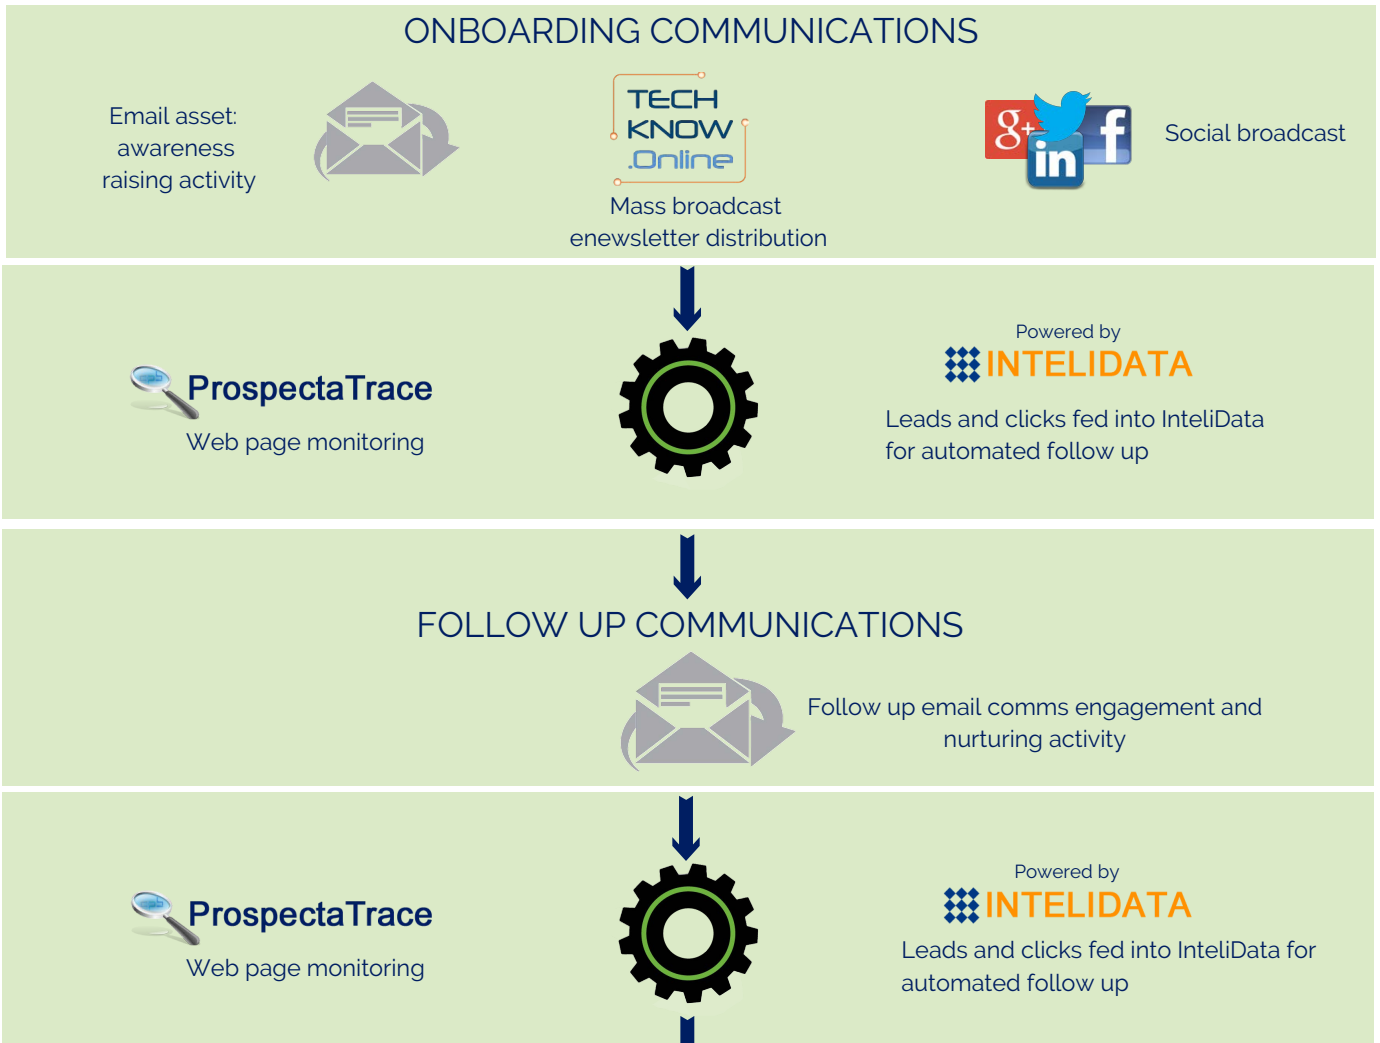 ONBOARDING COMMUNICATIONS
Email asset:
awareness
raising activity
TECH
KNOW
.Online
Mass broadcast
enewsletter distribution
g+
in
f
Social broadcast
ProspectaTrace
Web page monitoring
Powered by
INTELIDATA
Leads and clicks fed into InteliData
for automated follow up
FOLLOW UP COMMUNICATIONS
Follow up email comms engagement and
nurturing activity
ProspectaTrace
Web page monitoring
Powered by
INTELIDATA
Leads and clicks fed into InteliData for
automated follow up